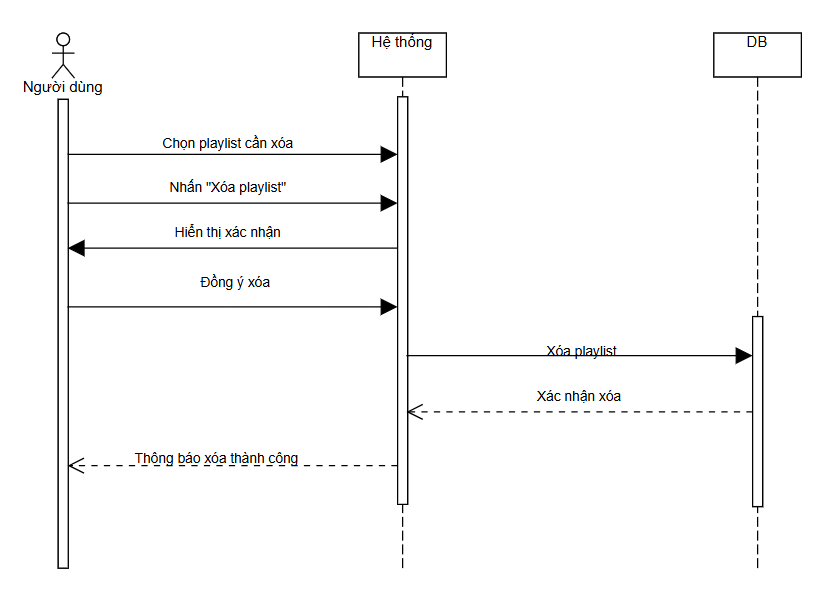 Người dùng
Hệ thống
DB
Chọn playlist cần xóa
Nhấn "Xóa playlist"
Hiển thị xác nhận
Đồng ý xóa
Xóa playlist
Xác nhận xóa
Thông báo xóa thành công